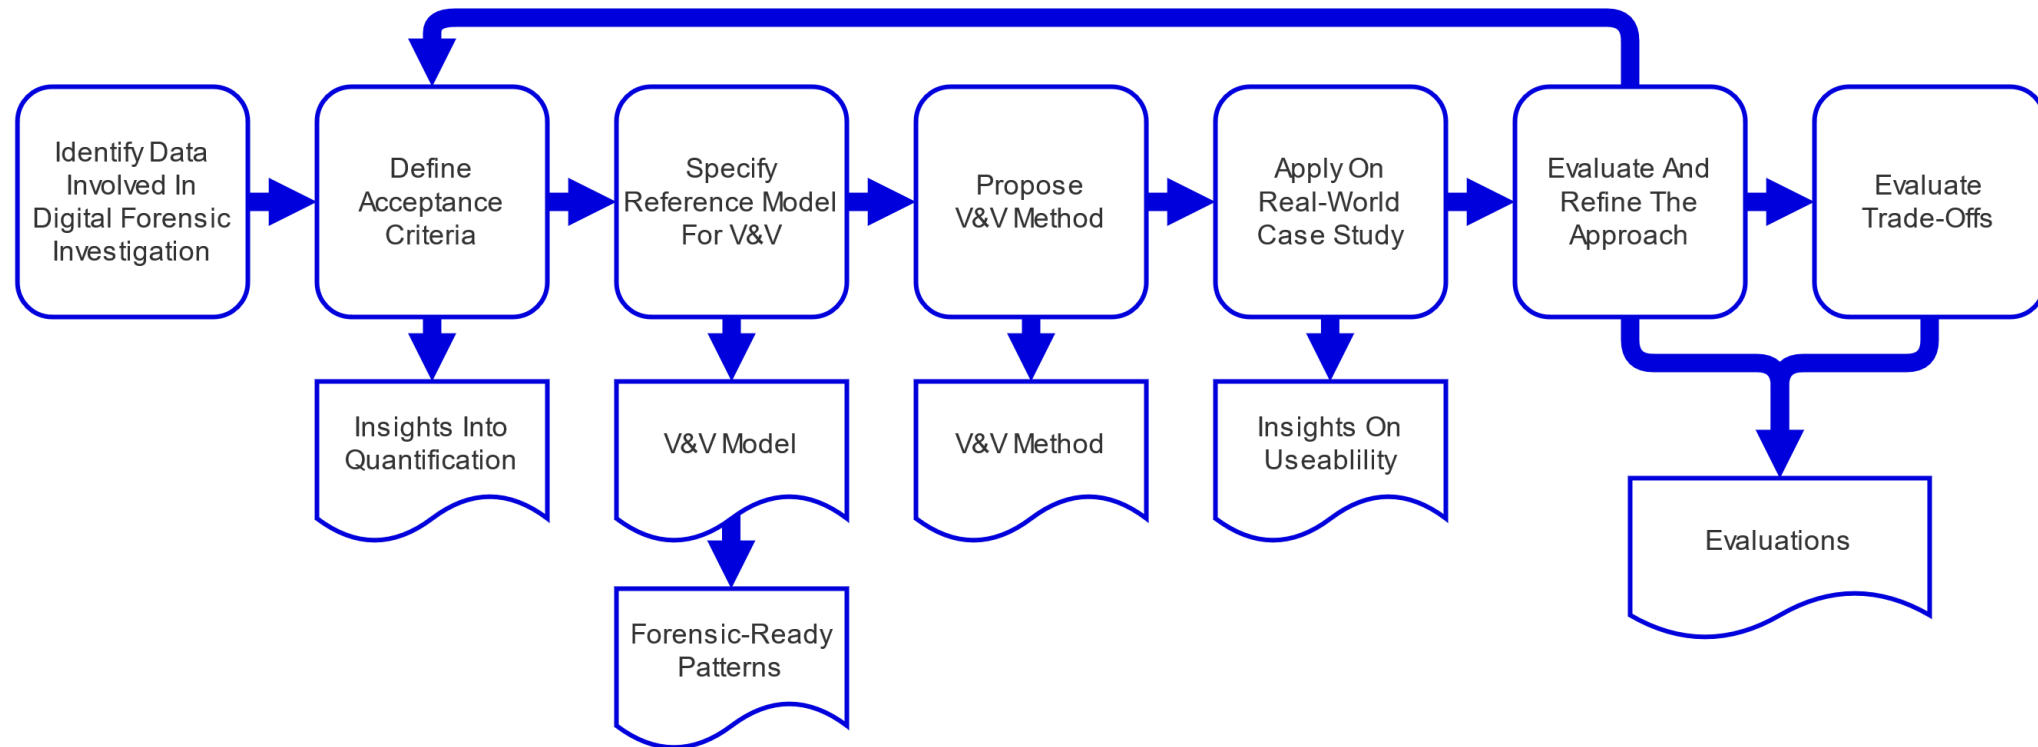 Identify Data
Involved In
Digital Forensic
Investigation
Define
Acceptance
Criteria
Specify
Reference Model
For V&V
Propose
V&V Method
Apply On
Real-World
Case Study
Evaluate And
Refine The
Approach
Evaluate
Trade-Offs
Insights Into
Quantification
V&V Model
V&V Method
Insights On
Useablility
Evaluations
Forensic-Ready
Patterns